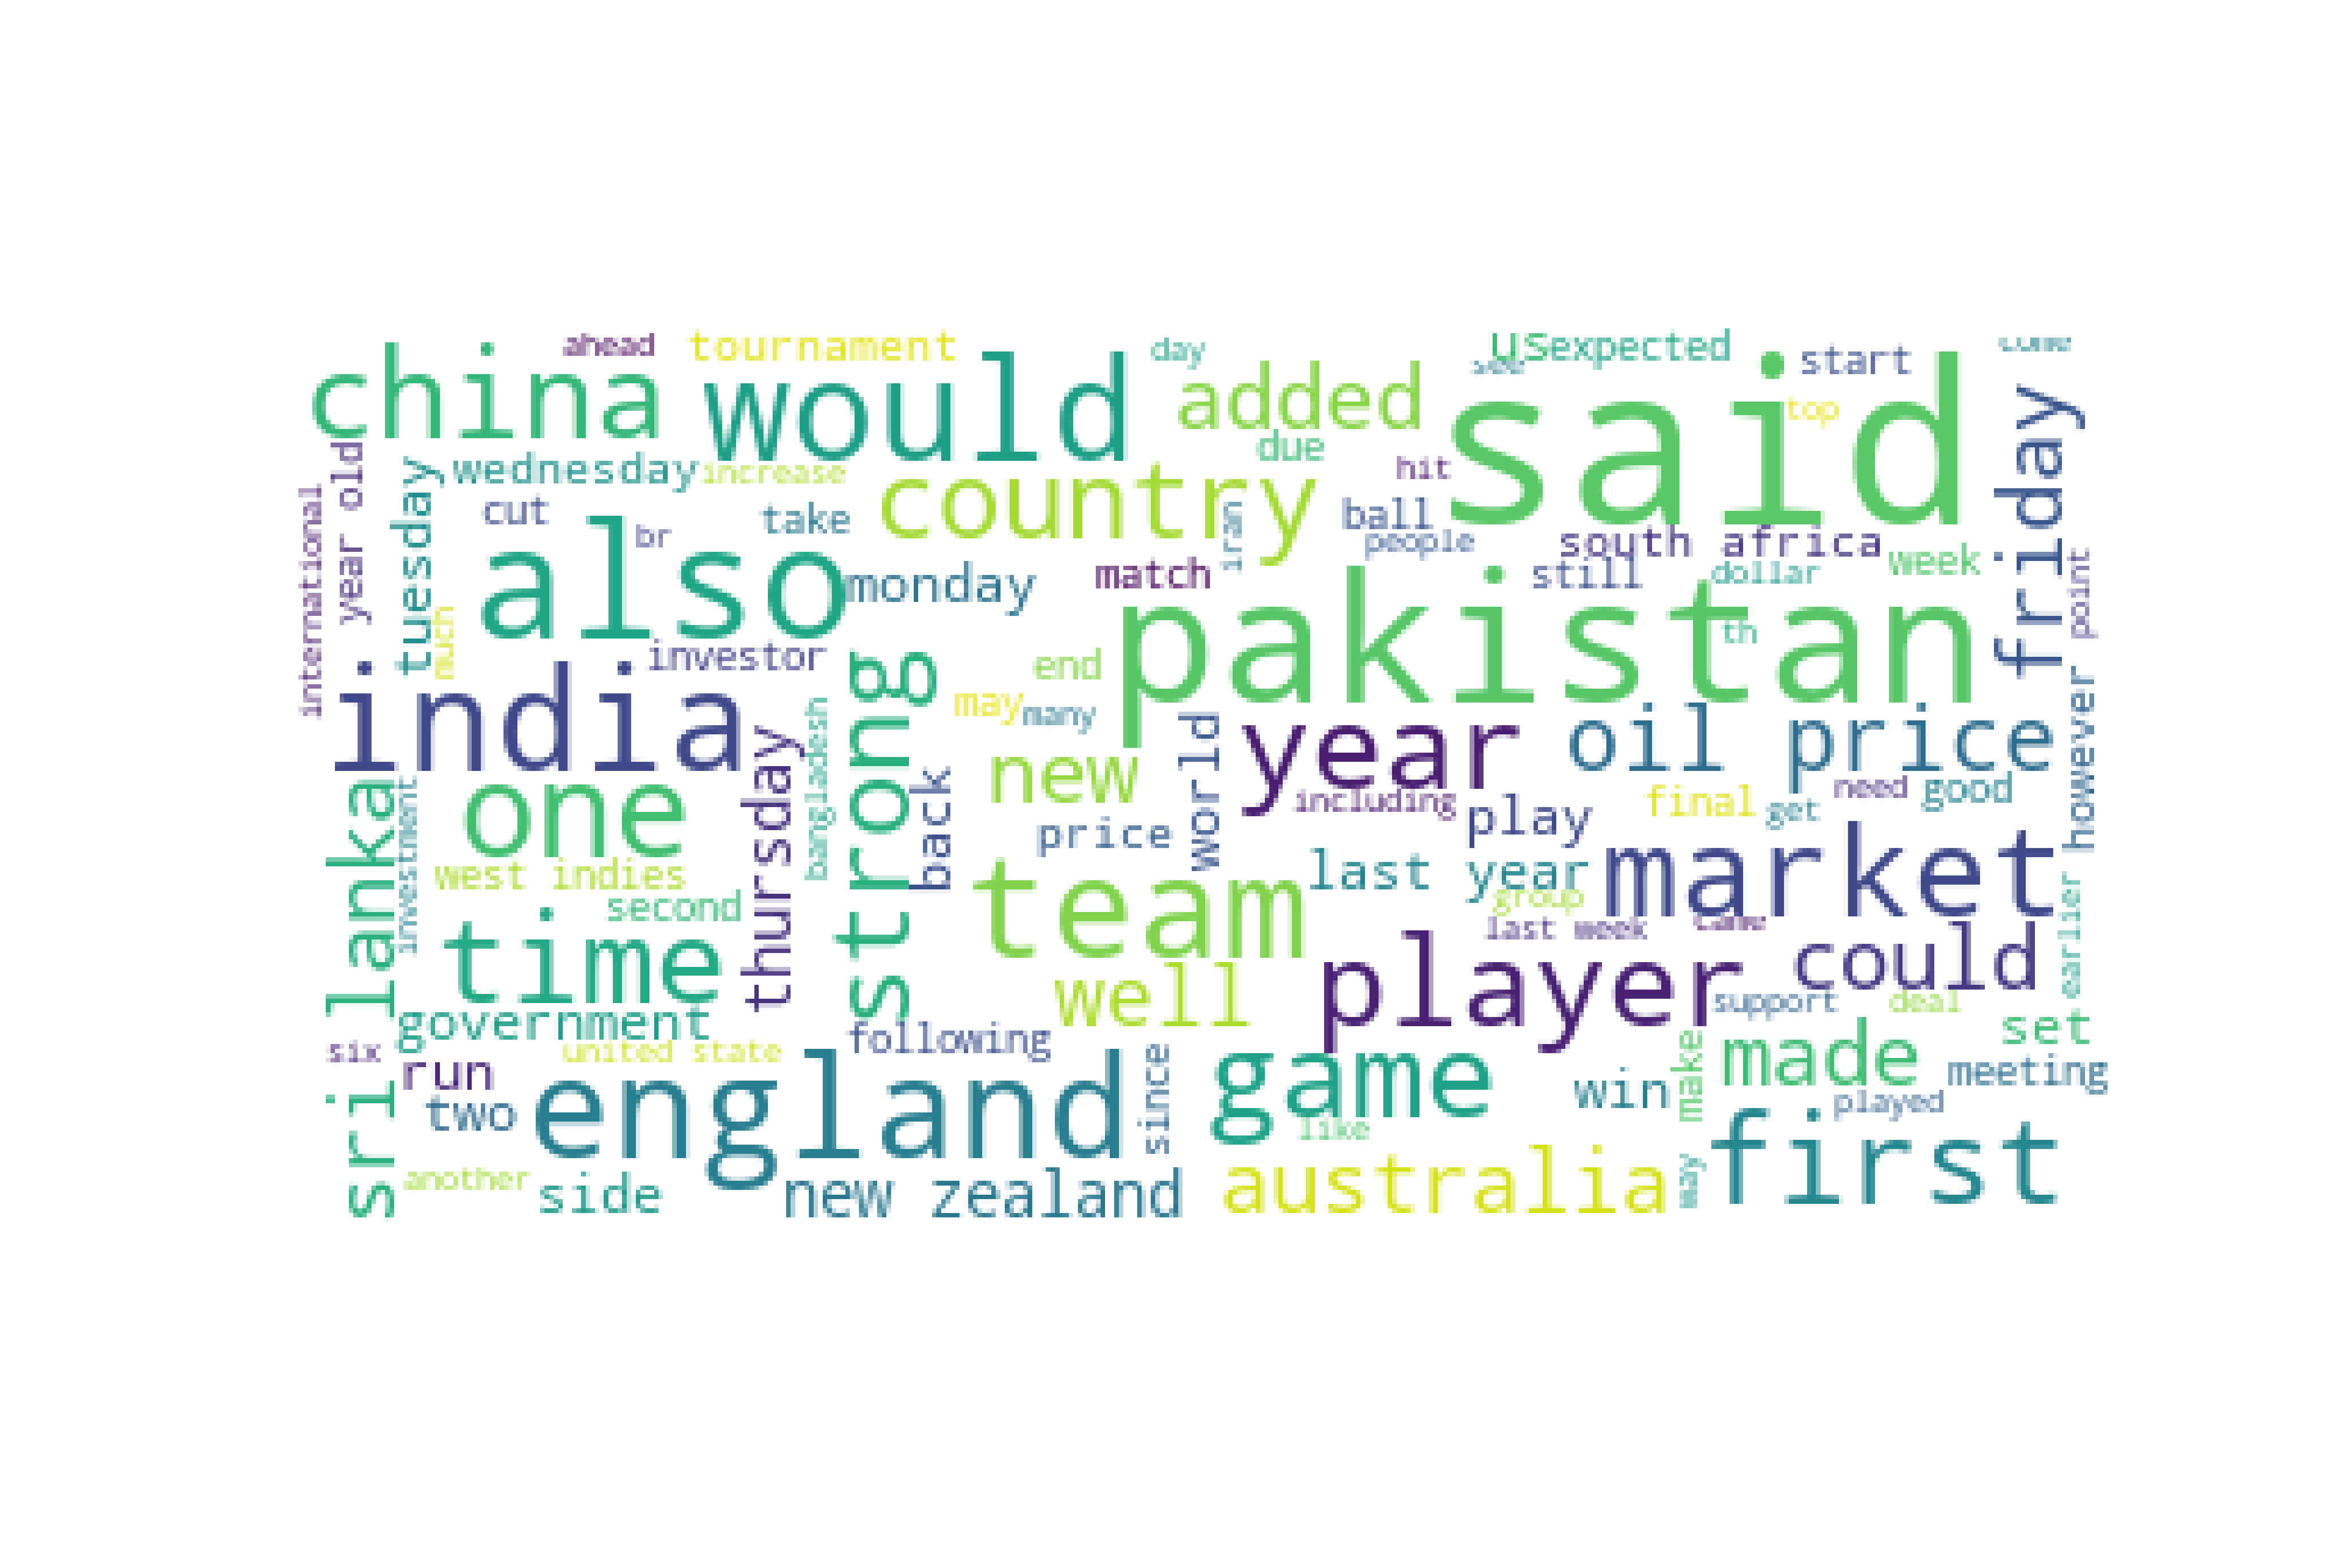 ahead
tournament
day
us
expected
see
start
come
china
would
added
said
top
friday
due
wednesday
increase
hit
country
year old
tuesday
international
cut
take
br
also
iran
ball
people
south africa
week
still
dollar
point
monday
match
pakistan
th
much
investor
end
strong
india
may
many
bangladesh
thursday
world
year
oil price
however
new
back
including
need
good
final
get
play
price
sri lanka
investment
one
market
last year
west indies
team
group
second
last week
came
time
could
earlier
player
well
support
deal
government
following
set
six
united state
run
since
game
make
made
meeting
win
two
england
played
like
first
may
another
side
new zealand
australia